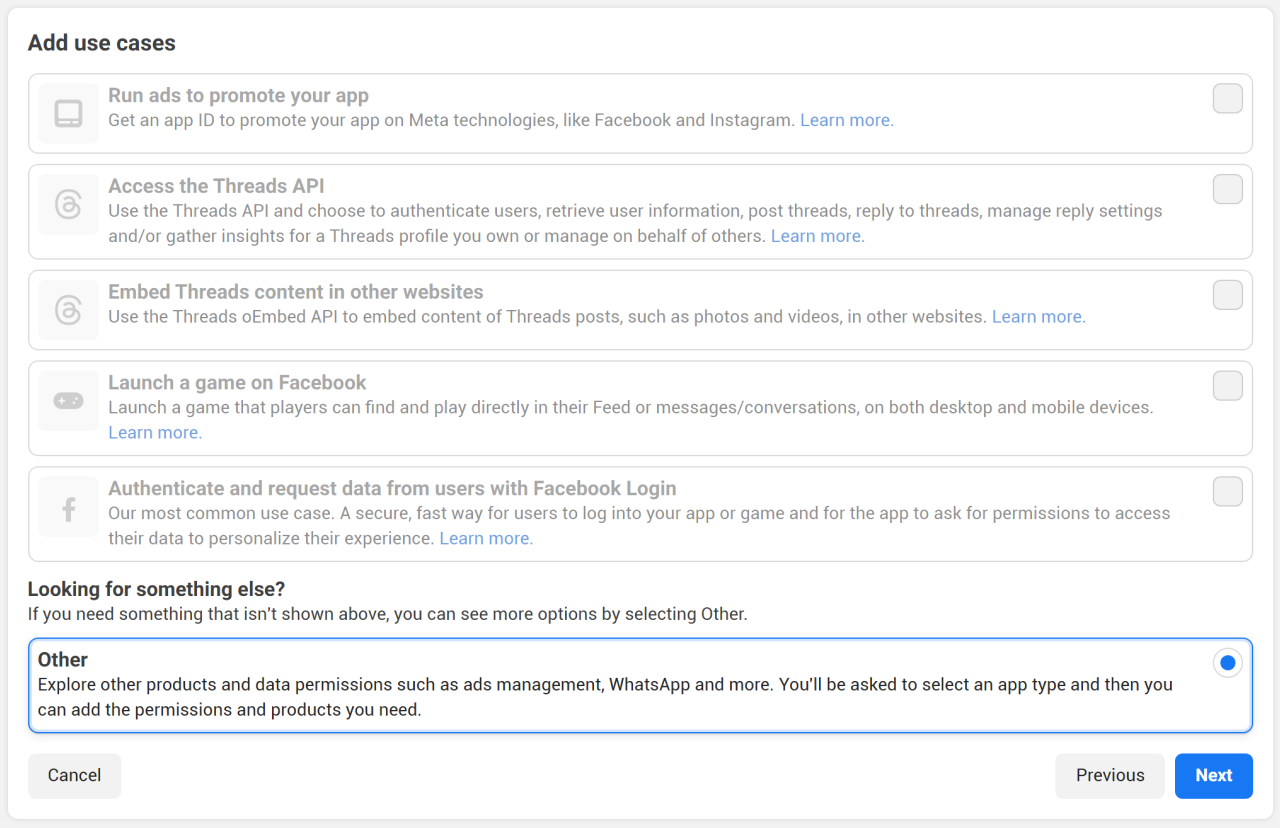 Add use cases
Run ads to promote your app
Get an app ID to promote your app on Meta technologies, like Facebook and Instagram. Learn more.
Access the Threads API
Use the Threads API and choose to authenticate users, retrieve user information, post threads, reply to threads, manage reply settings
and/or gather insights for a Threads profile you own or manage on behalf of others. Learn more.
Embed Threads content in other websites
Use the Threads oEmbed API to embed content of Threads posts, such as photos and videos, in other websites. Learn more.
Launch a game on Facebook
Launch a game that players can find and play directly in their Feed or messages/conversations, on both desktop and mobile devices.
Learn more.
Authenticate and request data from users with Facebook Login
Our most common use case. A secure, fast way for users to log into your app or game and for the app to ask for permissions to access
their data to personalize their experience. Learn more.
Looking for something else?
If you need something that isn't shown above, you can see more options by selecting Other.
Other
Explore other products and data permissions such as ads management, WhatsApp and more. You'll be asked to select an app type and then you
can add the permissions and products you need.
Cancel
Previous
Next